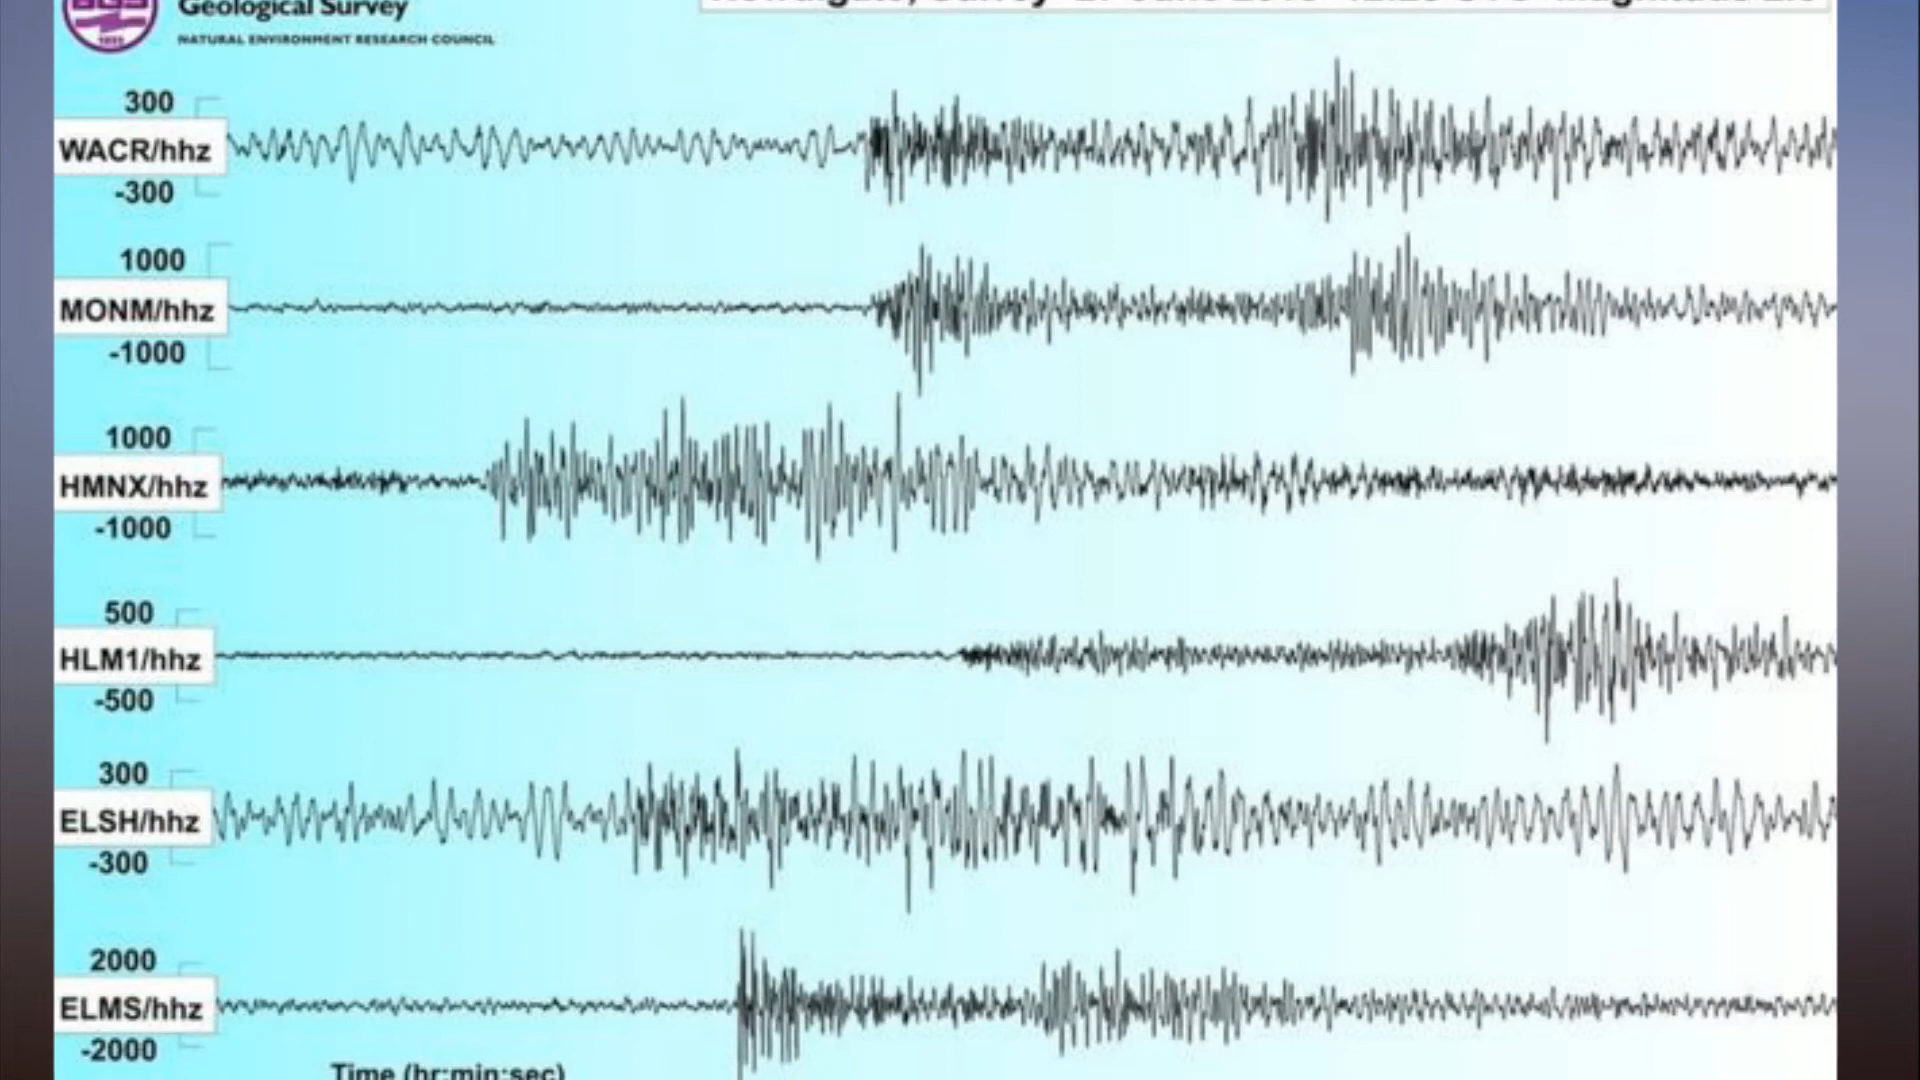 Geological Survey
NATURAL ENVIRONMENT RESEARCH COUNCIL
300
WACR/hhz
-300
1000
MONM/hhz
-1000
1000
HMNX/hhz
-1000
500
HLM1/hhz
-500
300
ELSH/hhz
-300
2000
ELMS/hhz
-2000
Time (hr:min:sec)